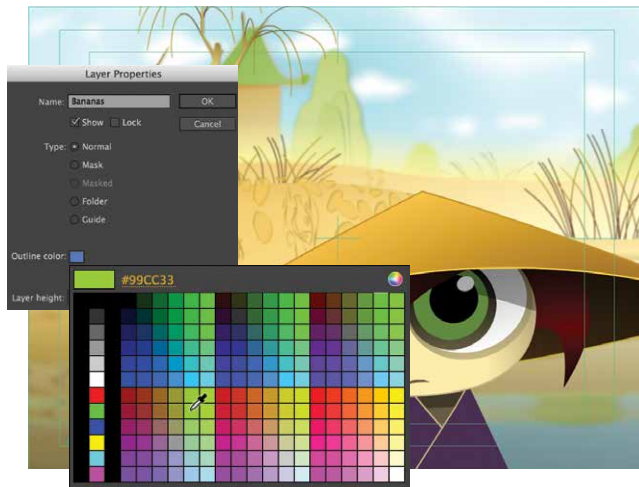 Layer Properties
Name: Bananas OK
Show Lock Cancel
Type: Normal
Mask
Masked
Folder
Guide
Outline color:
#99CC33
Layer height: